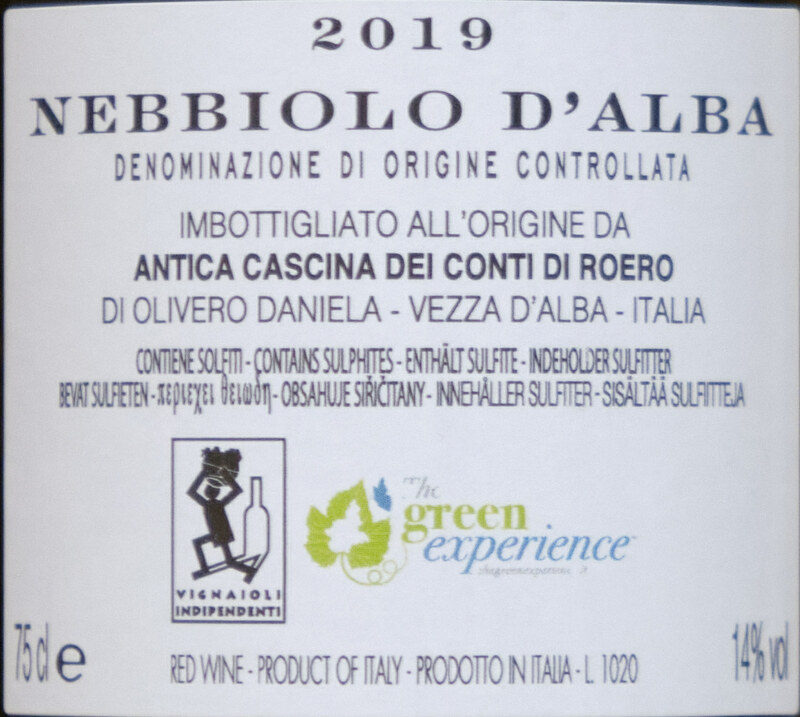 2019
NEBBIOLO D'ALBA
DENOMINAZIONE DI ORIGINE CONTROLLATA
IMBOTTIGLIATO ALL'ORIGINE DA
ANTICA CASCINA DEI CONTI DI ROERO
DI OLIVERO DANIELA - VEZZA D'ALBA - ITALIA
CONTIENE SOLFITI - CONTAINS SULPHITES - ENTHÄLT SULFITE - INDEHOLDER SULFITTER
BEVAT SULFIETEN - περιεχει θειωδη - OBSAHUJE SIŘIČITANY - INNEHÅLLER SULFITER - SISÄLTÄÄ SULFIITTEJA
VIGNAIOLI
INDIPENDENTI
The
green
experience
75 cl e
RED WINE - PRODUCT OF ITALY - PRODOTTO IN ITALIA - L 1020
14% vol